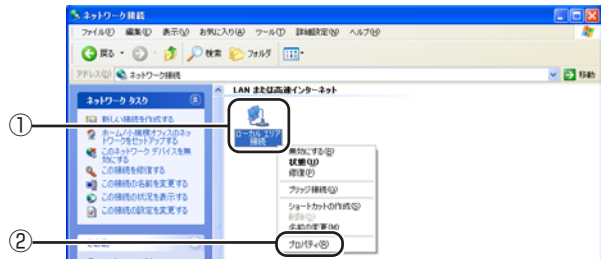 ネットワーク接続
ファイル(F) 編集(E) 表示(V) お気に入り(A) ツール(T) 詳細設定(N) ヘルプ(H)
戻る 検索 フォルダ
アドレス(D) ネットワーク接続 移動
ネットワーク タスク
新しい接続を作成する
ホーム/小規模オフィスのネットワークをセットアップする
このネットワーク デバイスを無効にする
この接続を修復する
この接続の名前を変更する
この接続の状況を表示する
この接続の設定を変更する
LAN または高速インターネット
①
ローカル エリア
接続
無効にする(B)
状態(U)
修復(P)
ブリッジ接続(G)
ショートカットの作成(S)
削除(D)
名前の変更(M)
②
プロパティ(R)